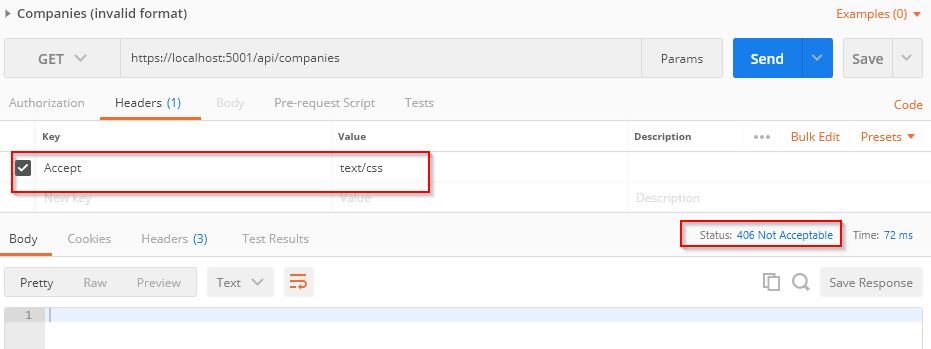 Companies (invalid format) Examples (0)
GET https://localhost:5001/api/companies Params Send Save
Authorization Headers (1) Body Pre-request Script Tests Code
Key Value Description Bulk Edit Presets
Accept text/css
New key Value Description
Body Cookies Headers (3) Test Results Status: 406 Not Acceptable Time: 72 ms
Pretty Raw Preview Text Save Response
1